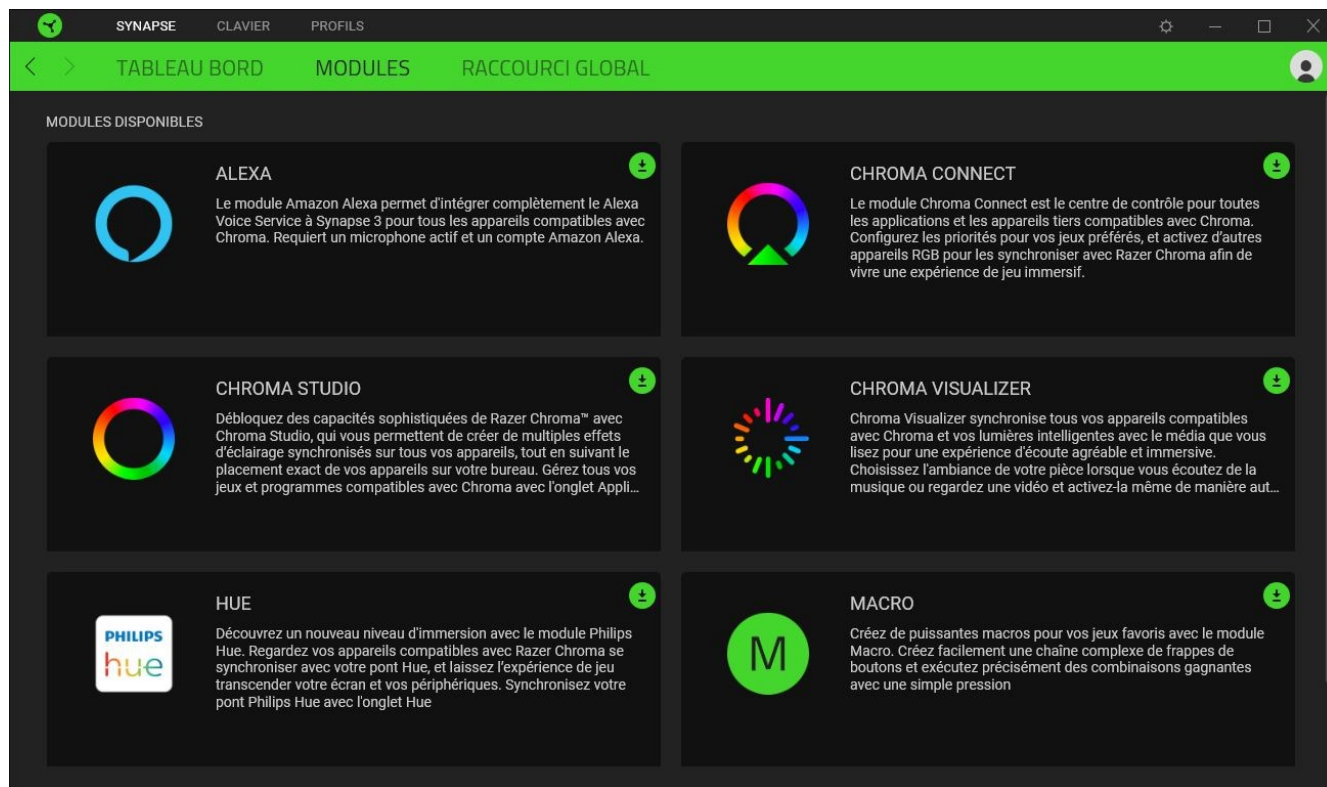 SYNAPSE CLAVIER PROFILS
TABLEAU BORD MODULES RACCOURCI GLOBAL
MODULES DISPONIBLES
ALEXA
Le module Amazon Alexa permet d'intégrer complètement le Alexa
Voice Service à Synapse 3 pour tous les appareils compatibles avec
Chroma. Requiert un microphone actif et un compte Amazon Alexa.
CHROMA CONNECT
Le module Chroma Connect est le centre de contrôle pour toutes
les applications et les appareils tiers compatibles avec Chroma.
Configurez les priorités pour vos jeux préférés, et activez d'autres
appareils RGB pour les synchroniser avec Razer Chroma afin de
vivre une expérience de jeu immersif.
CHROMA STUDIO
Débloquez des capacités sophistiquées de Razer Chroma™ avec
Chroma Studio, qui vous permettent de créer de multiples effets
d'éclairage synchronisés sur tous vos appareils, tout en suivant le
placement exact de vos appareils sur votre bureau. Gérez tous vos
jeux et programmes compatibles avec Chroma avec l'onglet Appli...
CHROMA VISUALIZER
Chroma Visualizer synchronise tous vos appareils compatibles
avec Chroma et vos lumières intelligentes avec le média que vous
lisez pour une expérience d'écoute agréable et immersive.
Choisissez l'ambiance de votre pièce lorsque vous écoutez de la
musique ou regardez une vidéo et activez-la même de manière aut...
PHILIPS
hue
HUE
Découvrez un nouveau niveau d'immersion avec le module Philips
Hue. Regardez vos appareils compatibles avec Razer Chroma se
synchroniser avec votre pont Hue, et laissez l'expérience de jeu
transcender votre écran et vos périphériques. Synchronisez votre
pont Philips Hue avec l'onglet Hue
M
MACRO
Créez de puissantes macros pour vos jeux favoris avec le module
Macro. Créez facilement une chaîne complexe de frappes de
boutons et exécutez précisément des combinaisons gagnantes
avec une simple pression